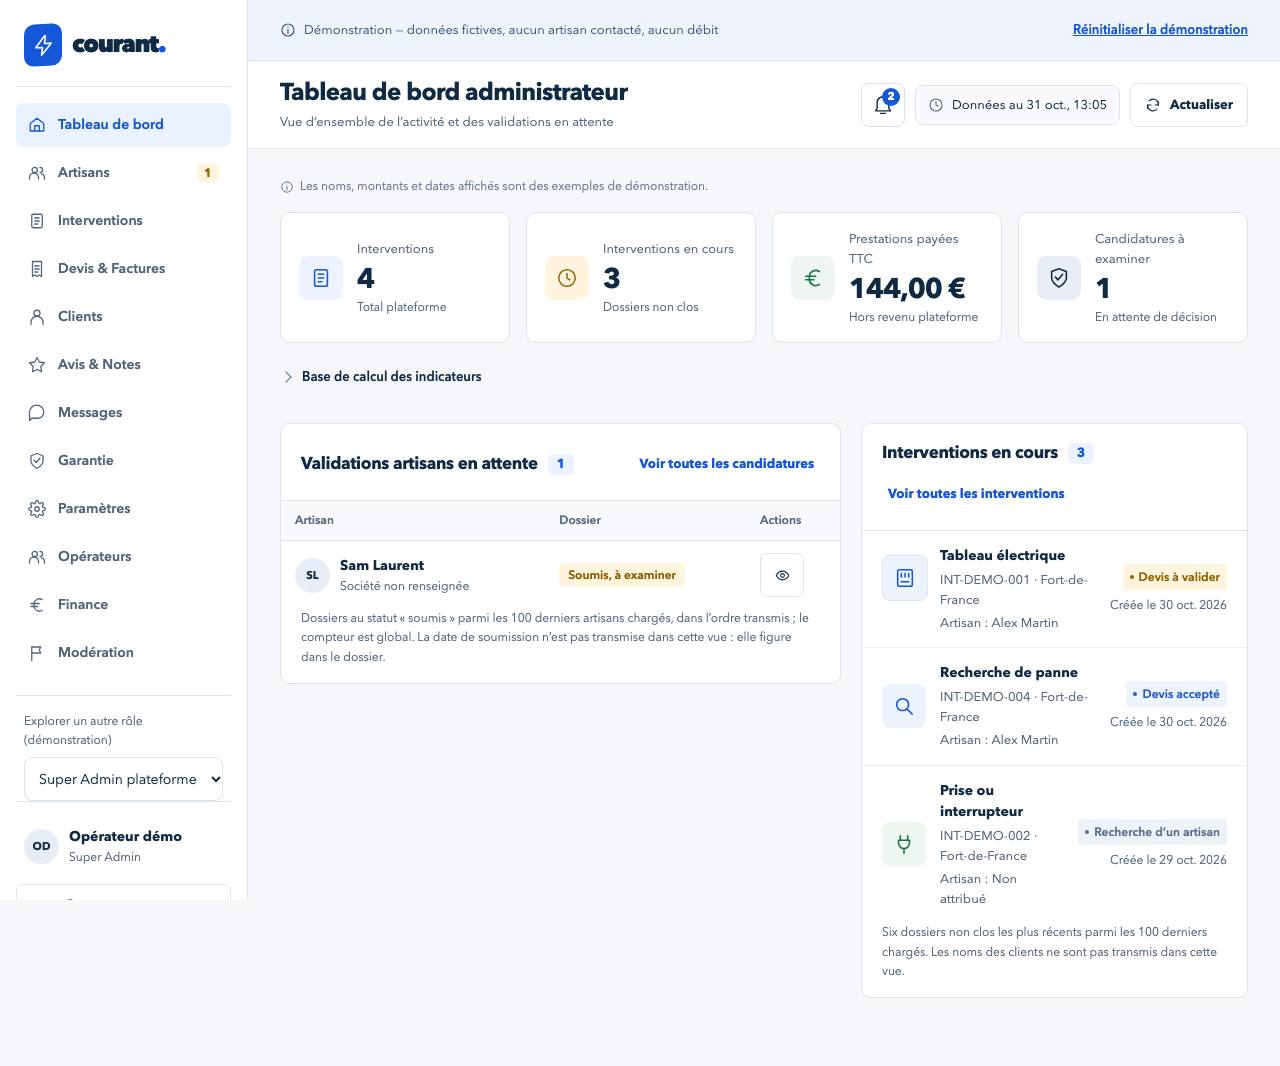 courant.
Tableau de bord
Artisans
1
Interventions
Devis & Factures
Clients
Avis & Notes
Messages
Garantie
Paramètres
Opérateurs
Finance
Modération
Explorer un autre rôle
(démonstration)
Super Admin plateforme
OD
Opérateur démo
Super Admin
Démonstration – données fictives, aucun artisan contacté, aucun débit
Réinitialiser la démonstration
Tableau de bord administrateur
Vue d’ensemble de l’activité et des validations en attente
2
Données au 31 oct., 13:05
Actualiser
Les noms, montants et dates affichés sont des exemples de démonstration.
Interventions
4
Total plateforme
Interventions en cours
3
Dossiers non clos
Prestations payées
TTC
144,00 €
Hors revenu plateforme
Candidatures à
examiner
1
En attente de décision
Base de calcul des indicateurs
Validations artisans en attente
1
Voir toutes les candidatures
Artisan
Dossier
Actions
SL
Sam Laurent
Société non renseignée
Soumis, à examiner
Dossiers au statut « soumis » parmi les 100 derniers artisans chargés, dans l’ordre transmis ; le
compteur est global. La date de soumission n’est pas transmise dans cette vue : elle figure
dans le dossier.
Interventions en cours
3
Voir toutes les interventions
Tableau électrique
INT-DEMO-001 · Fort-de-
France
Artisan : Alex Martin
• Devis à valider
Créée le 30 oct. 2026
Recherche de panne
INT-DEMO-004 · Fort-de-
France
Artisan : Alex Martin
• Devis accepté
Créée le 30 oct. 2026
Prise ou
interrupteur
INT-DEMO-002 ·
Fort-de-France
Artisan : Non
attribué
• Recherche d’un artisan
Créée le 29 oct. 2026
Six dossiers non clos les plus récents parmi les 100 derniers
chargés. Les noms des clients ne sont pas transmis dans cette
vue.